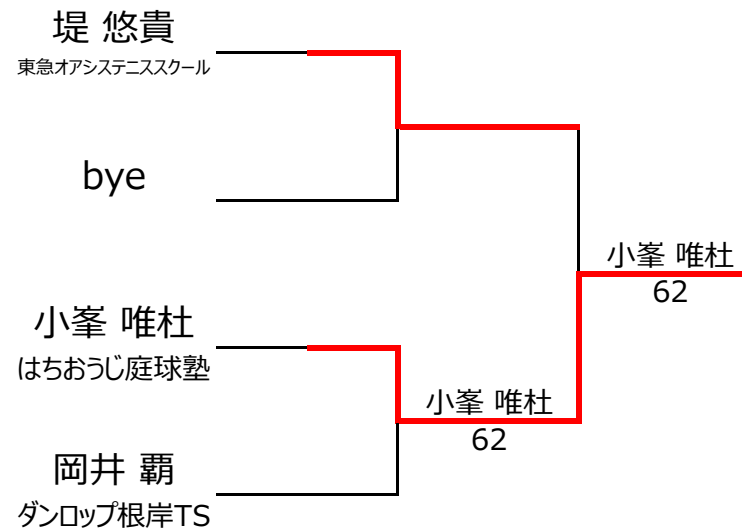 堤 悠貴
東急オアシステニススクール
bye
小峯 唯杜
はちおうじ庭球塾
岡井 覇
ダンロップ根岸TS
小峯 唯杜
62
小峯 唯杜
62